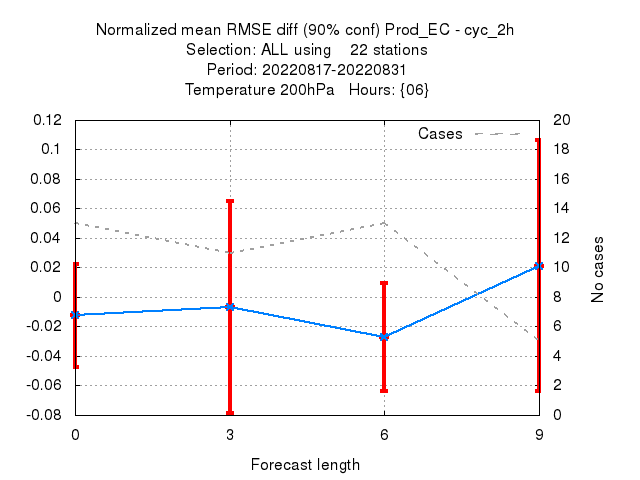 Normalized mean RMSE diff (90% conf) Prod_EC - cyc_2h
Selection: ALL using    22 stations
Period: 20220817-20220831
Temperature 200hPa   Hours: {06}
Cases
0.12
0.1
0.08
0.06
0.04
0.02
0
-0.02
-0.04
-0.06
-0.08
20
18
16
14
12
10
8
6
4
2
0
No cases
0 3 6 9
Forecast length